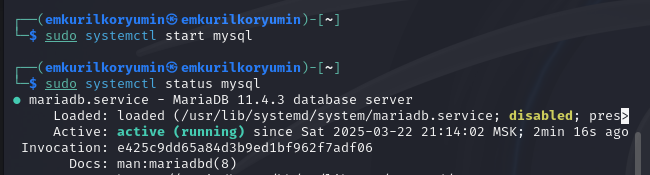 ┌──(emkurilkoryumin㉿emkurilkoryumin)-[~]
└─$ sudo systemctl start mysql
┌──(emkurilkoryumin㉿emkurilkoryumin)-[~]
└─$ sudo systemctl status mysql
● mariadb.service - MariaDB 11.4.3 database server
Loaded: loaded (/usr/lib/systemd/system/mariadb.service; disabled; pres>
Active: active (running) since Sat 2025-03-22 21:14:02 MSK; 2min 16s ago
Invocation: e425c9dd65a84d3b9ed1bf962f7adf06
Docs: man:mariadbd(8)